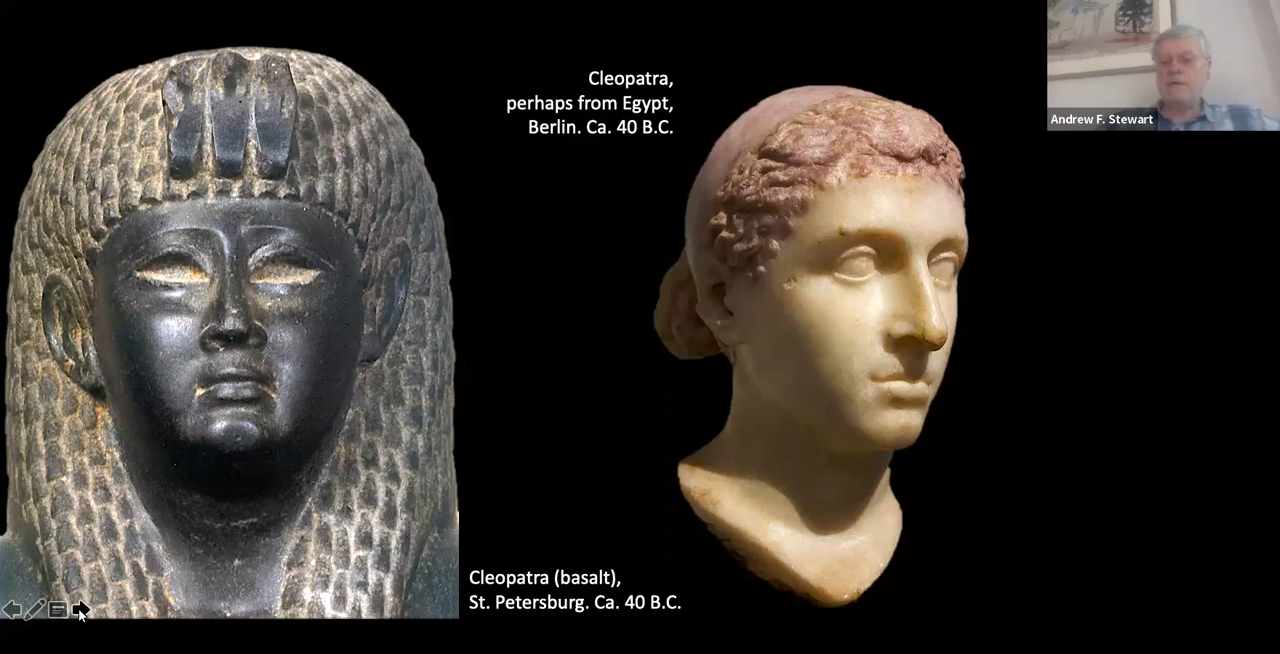 Cleopatra,
perhaps from Egypt,
Berlin. Ca. 40 B.C.
Andrew F. Stewart
Cleopatra (basalt),
St. Petersburg. Ca. 40 B.C.